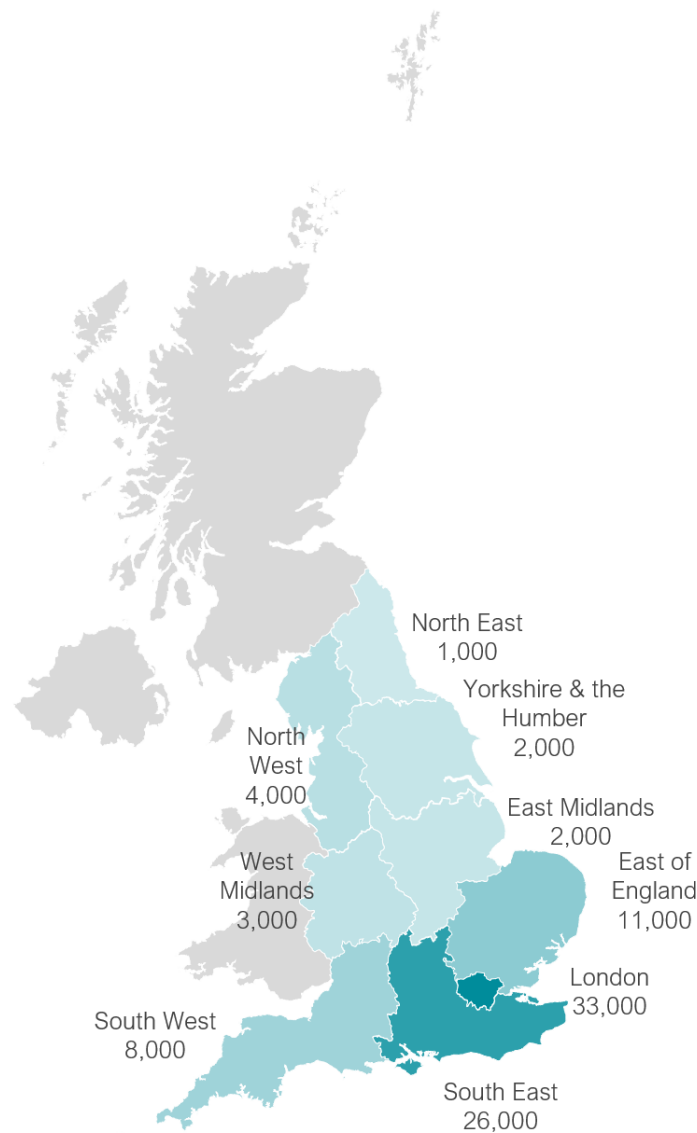 North East
1,000
Yorkshire & the
Humber
2,000
North
West
4,000
East Midlands
2,000
West
Midlands
3,000
East of
England
11,000
London
33,000
South West
8,000
South East
26,000